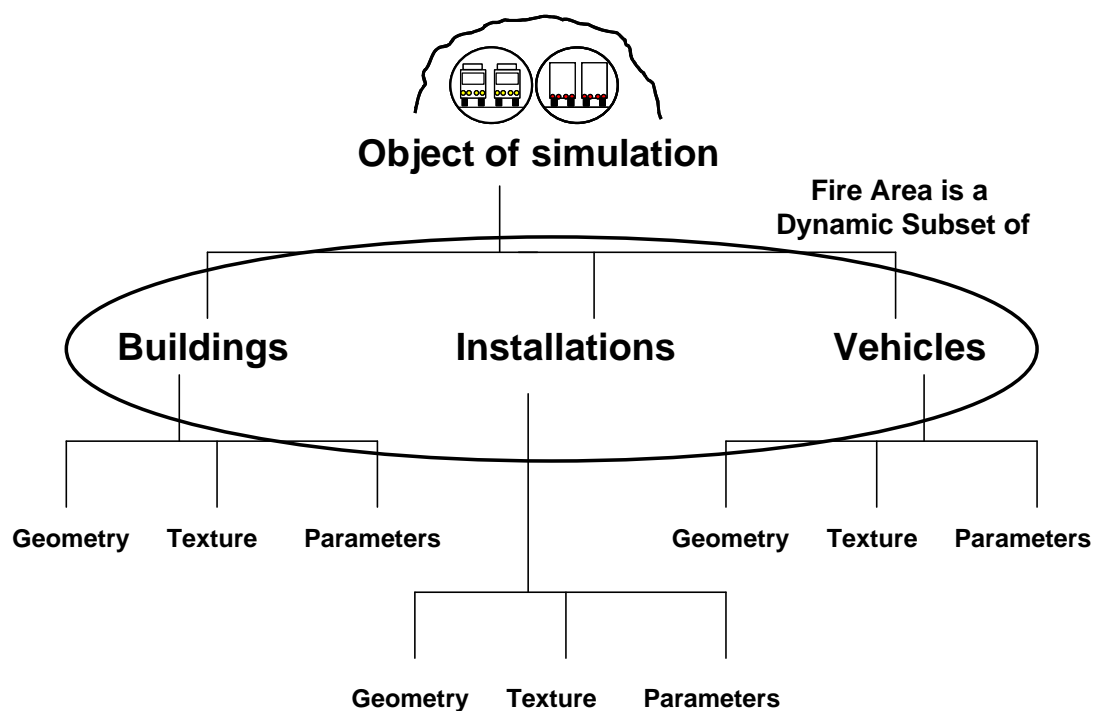 Object of simulation
Fire Area is a
Dynamic Subset of
Buildings
Installations
Vehicles
Geometry
Texture
Parameters
Geometry
Texture
Parameters
Geometry
Texture
Parameters